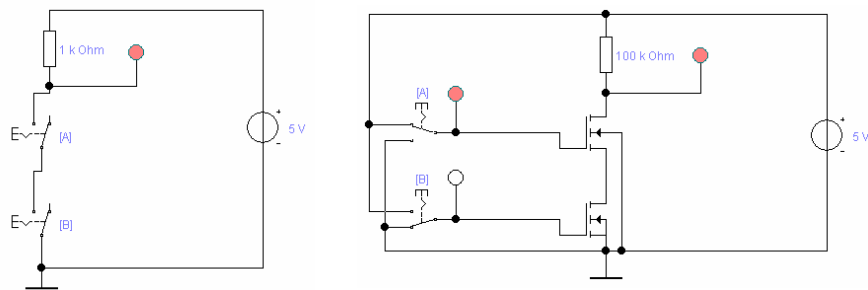 1 k Ohm
[A]
[B]
+
5 V
-
100 k Ohm
[A]
[B]
+
5 V
-